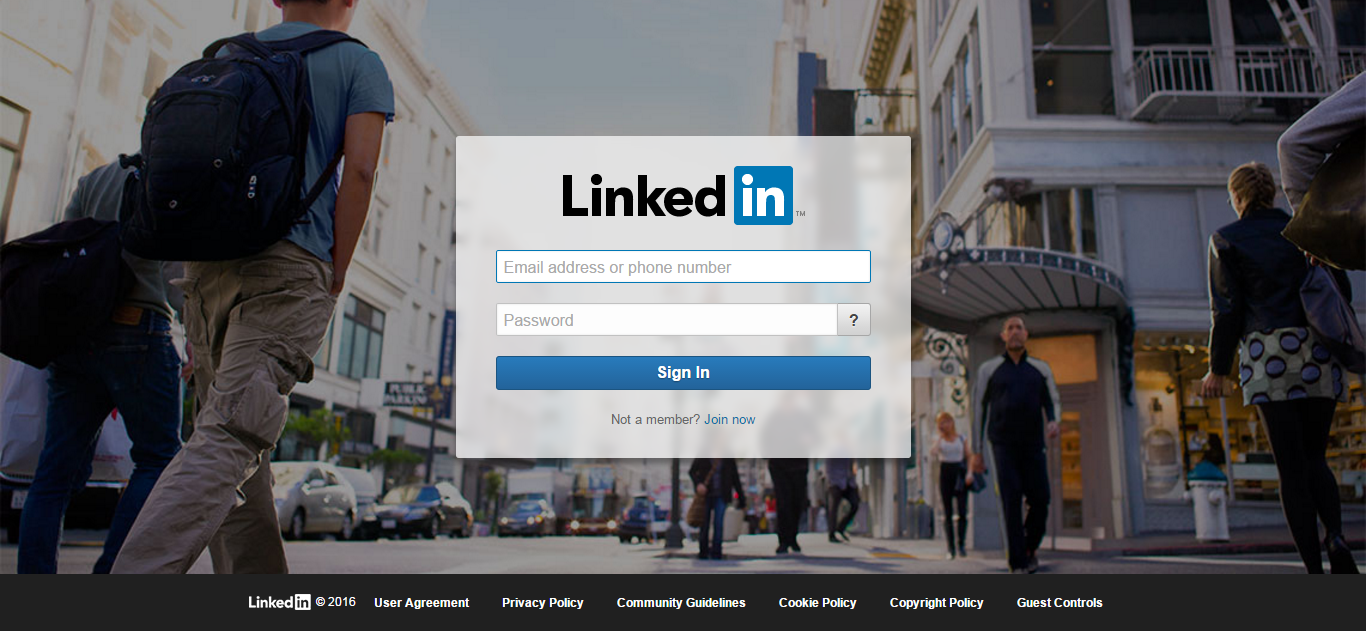 Linked in ™
Email address or phone number
Password ?
Sign In
Not a member? Join now
PUBLIC
PARKING
Linked in © 2016 User Agreement Privacy Policy Community Guidelines Cookie Policy Copyright Policy Guest Controls